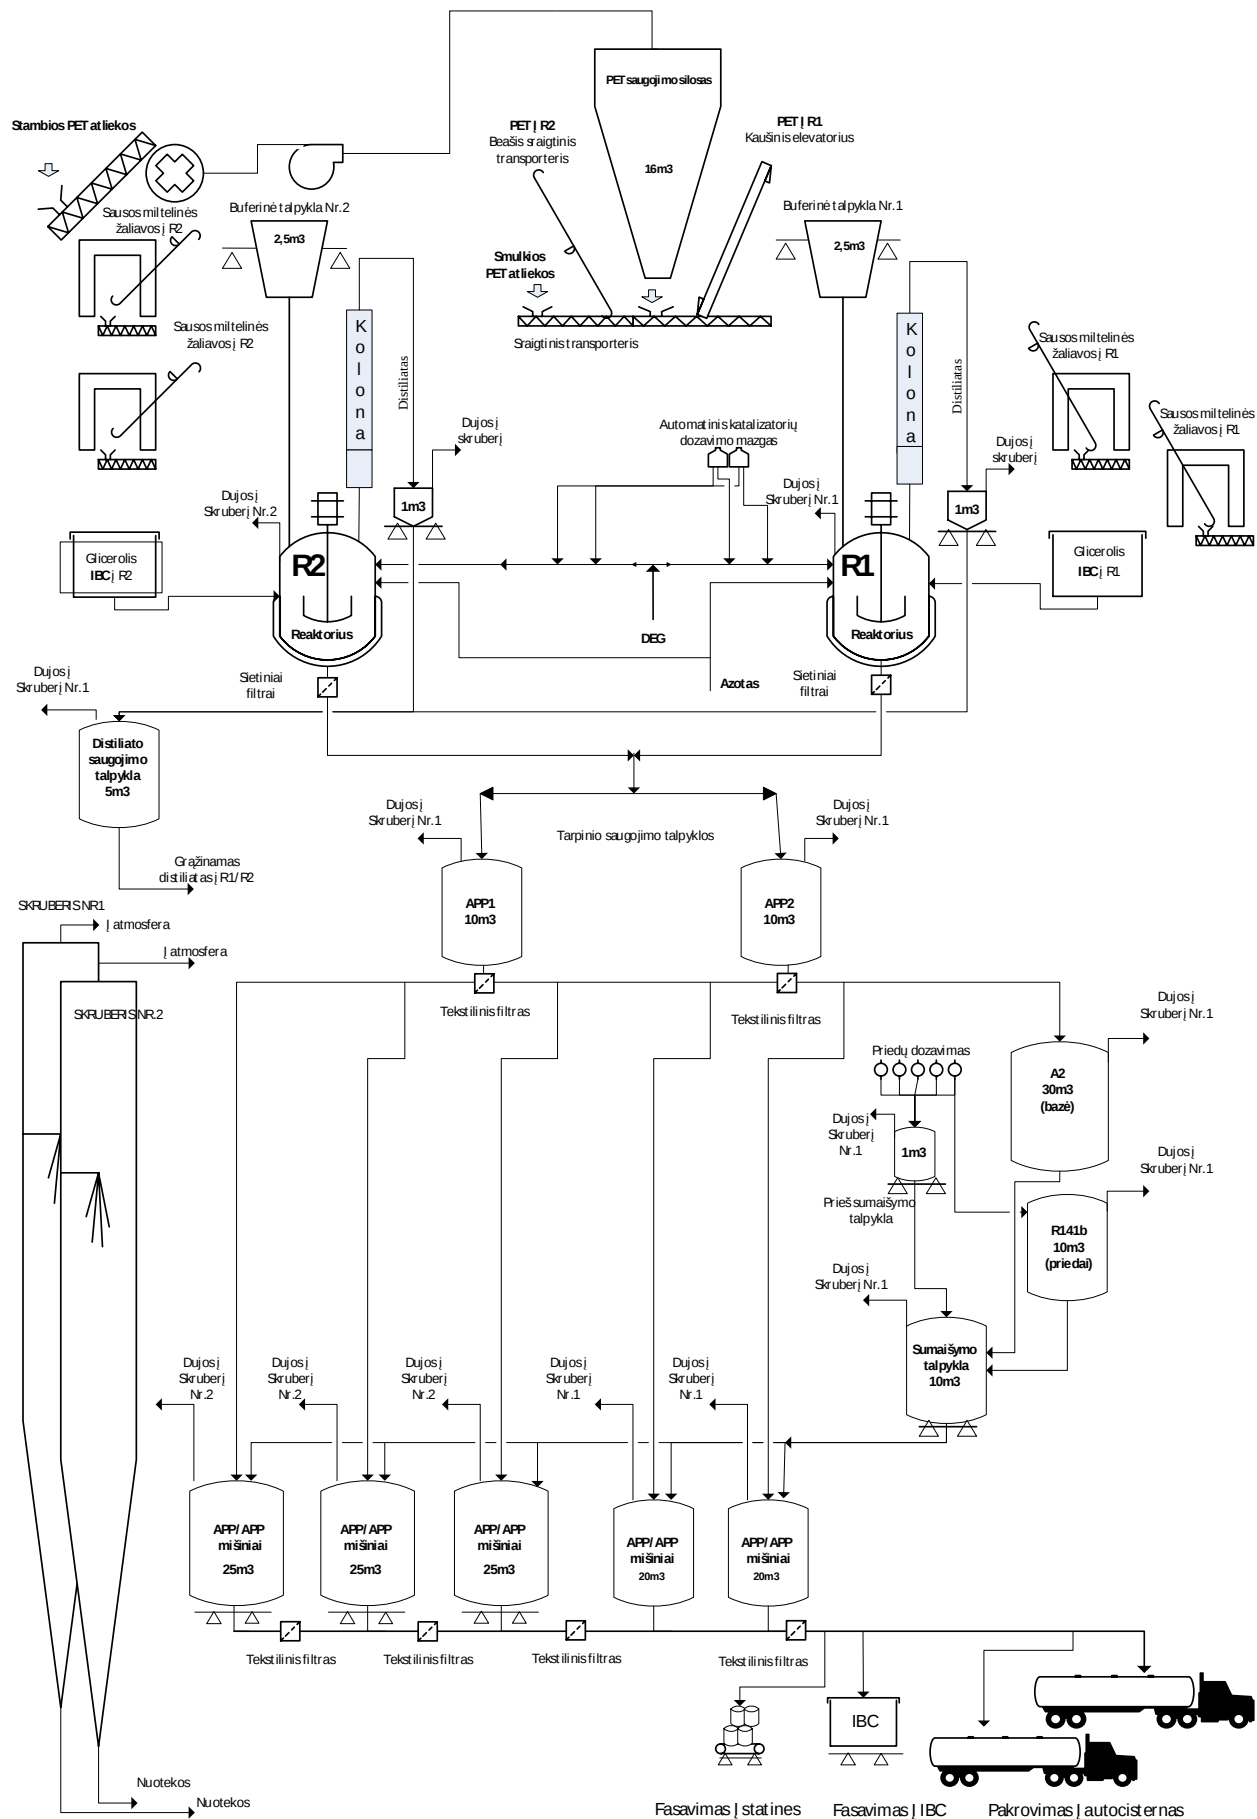 PET saugojimo silosas
16m3
Stambios PET atliekos
PET Į R2
Beašis sraigtinis
transporteris
PET Į R1
Kaušinis elevatorius
Sausos miltelinės
žaliavos į R2
Buferinė talpykla Nr.2
2,5m3
Buferinė talpykla Nr.1
2,5m3
Smulkios
PET atliekos
Sraigtinis transporteris
Sausos miltelinės
žaliavos į R2
Kolona
Distiliatas
Kolona
Distiliatas
Sausos miltelinės
žaliavos į R1
Sausos miltelinės
žaliavos į R1
Dujos į
skruberį
Automatinis katalizatorių
dozavimo mazgas
Dujos į
skruberį
Dujos į
Skruberį Nr.2
1m3
Dujos į
Skruberį Nr.1
1m3
Glicerolis
IBC į R2
R2
Reaktorius
DEG
R1
Reaktorius
Glicerolis
IBC į R1
Azotas
Sietiniai
filtrai
Sietiniai
filtrai
Dujos į
Skruberį Nr.1
Distiliato
saugojimo
talpykla
5m3
Grąžinamas
distiliatas į R1/R2
Dujos į
Skruberį Nr.1
Tarpinio saugojimo talpyklos
Dujos į
Skruberį Nr.1
APP1
10m3
APP2
10m3
SKRUBERIS NR1
Į atmosfera
Į atmosfera
SKRUBERIS NR.2
Tekstilinis filtras
Tekstilinis filtras
Dujos į
Skruberį Nr.1
Priedų dozavimas
A2
30m3
(bazė)
Dujos į
Skruberį
Nr.1
1m3
Prieš sumaišymo
talpykla
Dujos į
Skruberį Nr.1
R141b
10m3
(priedai)
Dujos į
Skruberį Nr.1
Sumaišymo
talpykla
10m3
Dujos į
Skruberį
Nr.2
Dujos į
Skruberį
Nr.2
Dujos į
Skruberį
Nr.2
Dujos į
Skruberį
Nr.1
Dujos į
Skruberį
Nr.1
APP/APP
mišiniai
25m3
APP/APP
mišiniai
25m3
APP/APP
mišiniai
25m3
APP/APP
mišiniai
20m3
APP/APP
mišiniai
20m3
Tekstilinis filtras
Tekstilinis filtras
Tekstilinis filtras
Tekstilinis filtras
IBC
Nuotekos
Nuotekos
Fasavimas Į statines
Fasavimas Į IBC
Pakrovimas Į autocisternas